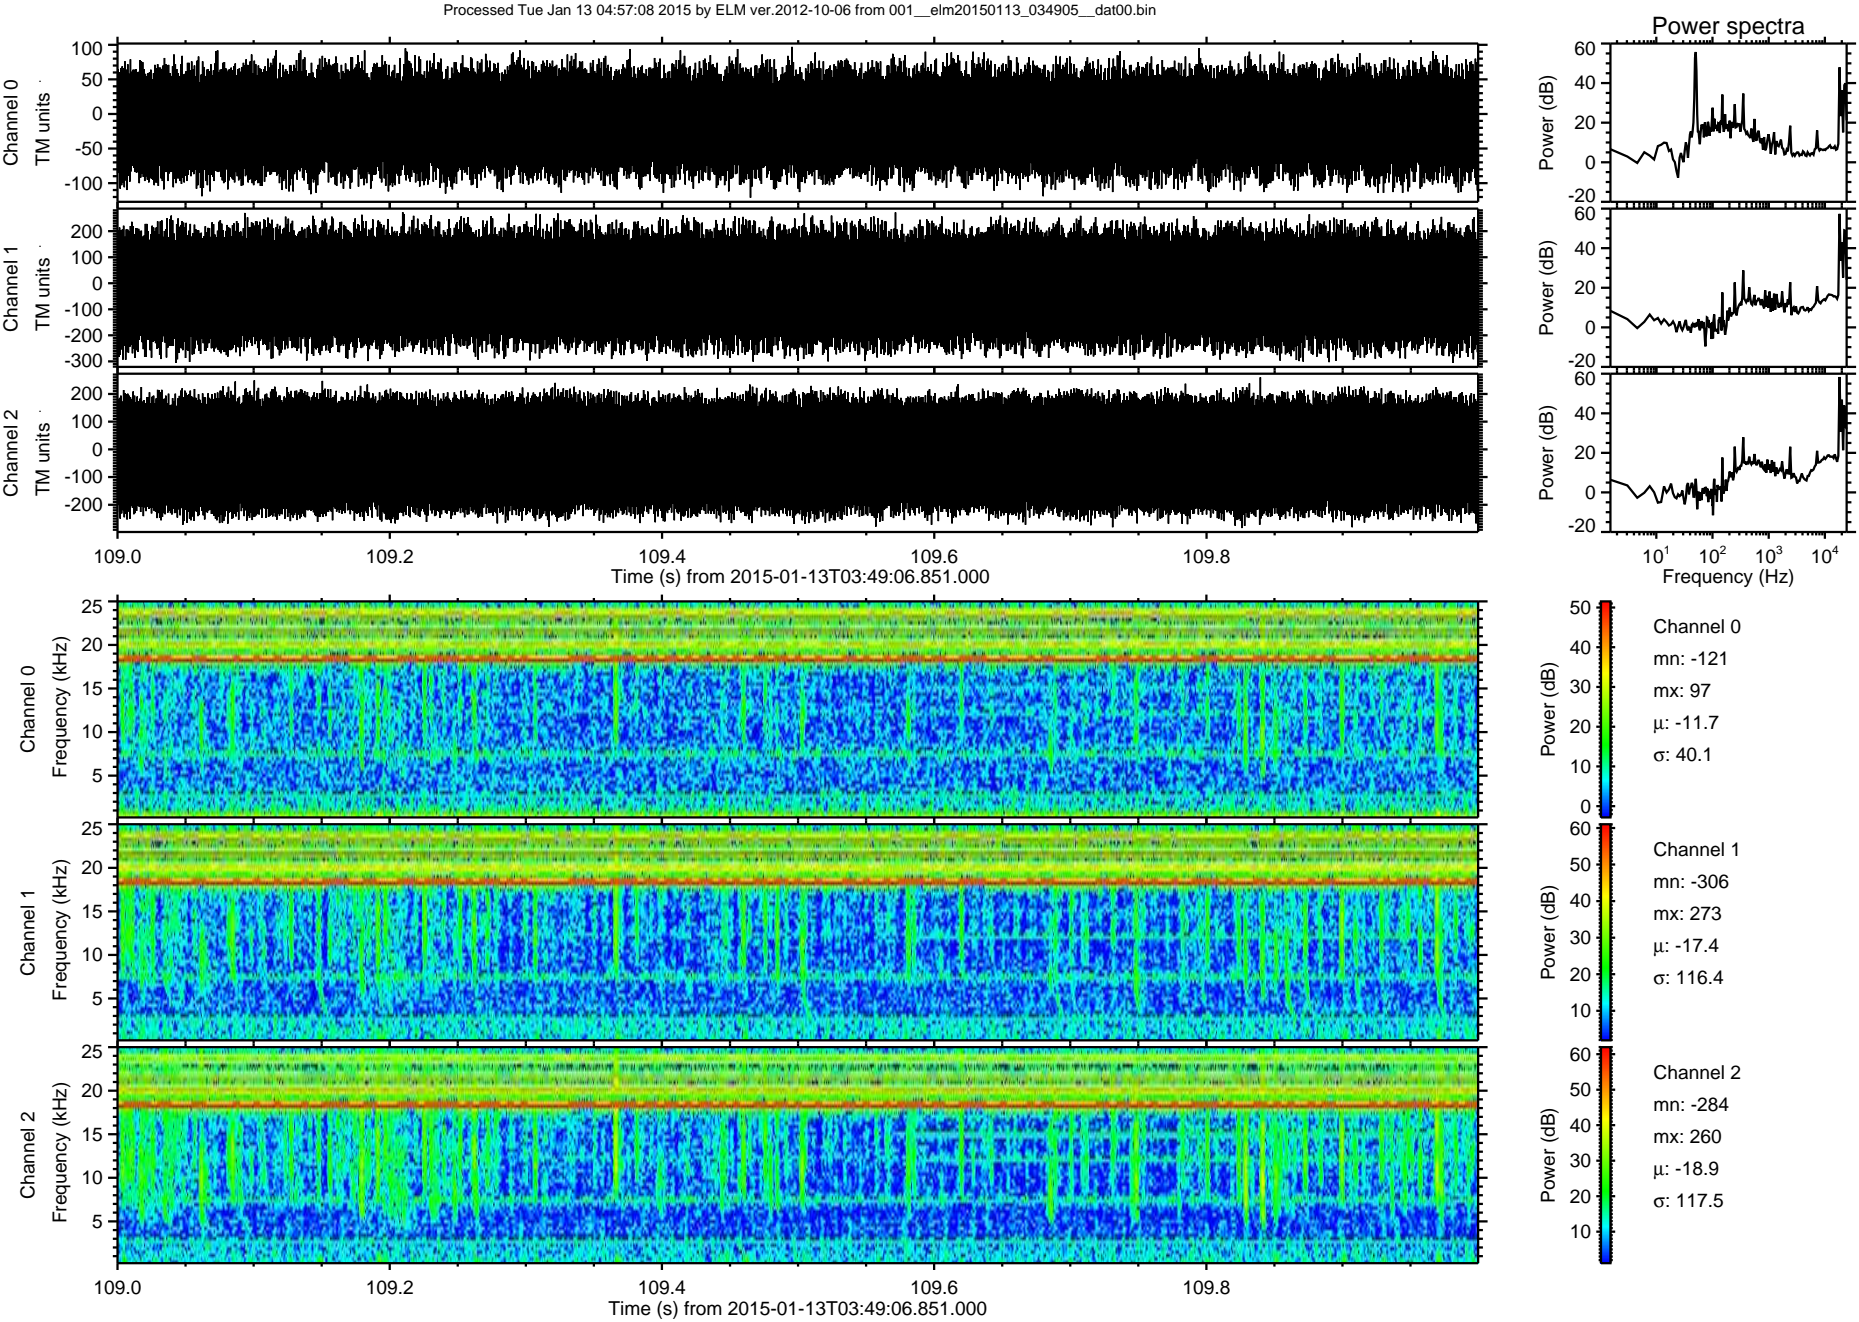 Processed Tue Jan 13 04:57:08 2015 by ELM ver.2012-10-06 from 001__elm20150113_034905__dat00.bin
Power spectra
Channel 0
TM units
100
50
0
-50
-100
Power (dB)
60
40
20
0
-20
Channel 1
TM units
200
100
0
-100
-200
-300
Power (dB)
60
40
20
0
-20
Channel 2
TM units
200
100
0
-100
-200
Power (dB)
60
40
20
0
-20
109.0 109.2 109.4 109.6 109.8
Time (s) from 2015-01-13T03:49:06.851.000
10¹ 10² 10³ 10⁴
Frequency (Hz)
Channel 0
Frequency (kHz)
25
20
15
10
5
Power (dB)
50
40
30
20
10
0
Channel 0
mn: -121
mx: 97
μ: -11.7
σ: 40.1
Channel 1
Frequency (kHz)
25
20
15
10
5
Power (dB)
60
50
40
30
20
10
Channel 1
mn: -306
mx: 273
μ: -17.4
σ: 116.4
Channel 2
Frequency (kHz)
25
20
15
10
5
Power (dB)
60
50
40
30
20
10
Channel 2
mn: -284
mx: 260
μ: -18.9
σ: 117.5
109.0 109.2 109.4 109.6 109.8
Time (s) from 2015-01-13T03:49:06.851.000